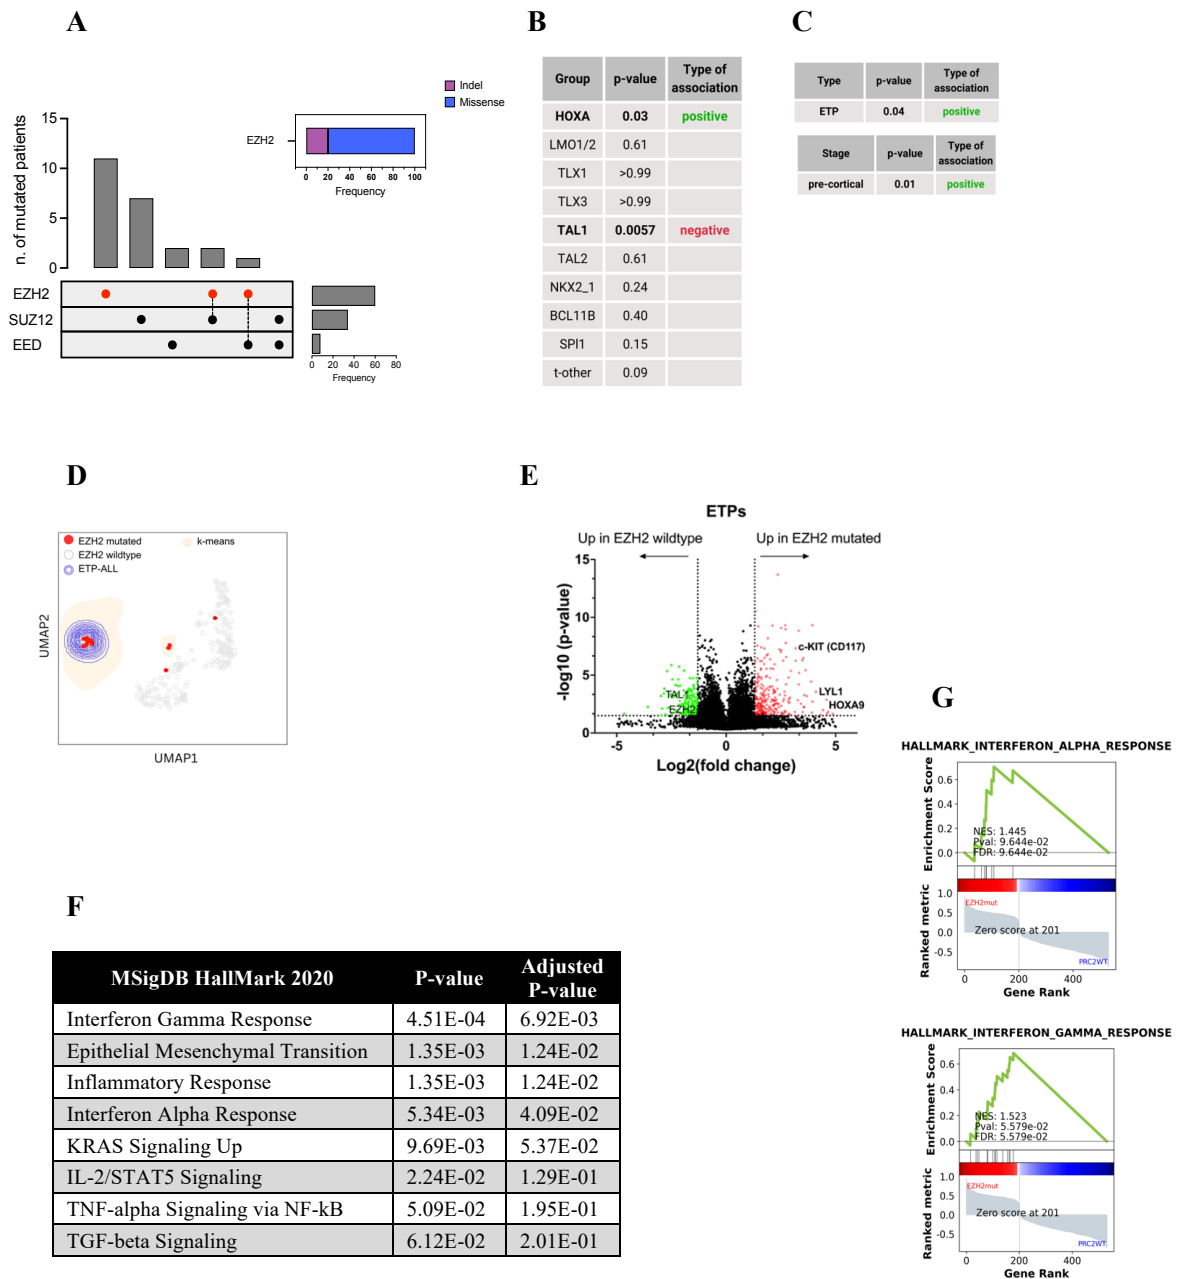 A
B
C
Indel
Missense
n. of mutated patients
15
10
5
0
EZH2
0 20 40 60 80 100
Frequency
EZH2
SUZ12
EED
0 20 40 60 80
Frequency
Group p-value Type of association
HOXA 0.03 positive
LMO1/2 0.61
TLX1 >0.99
TLX3 >0.99
TAL1 0.0057 negative
TAL2 0.61
NKX2_1 0.24
BCL11B 0.40
SPI1 0.15
t-other 0.09
Type p-value Type of association
ETP 0.04 positive
Stage p-value Type of association
pre-cortical 0.01 positive
D
EZH2 mutated k-means
EZH2 wildtype
ETP-ALL
UMAP2
UMAP1
E
ETPs
Up in EZH2 wildtype Up in EZH2 mutated
15
10
5
0
-log10 (p-value)
c-KIT (CD117)
TAL1
LYL1
EZH2
HOXA9
-5 0 5
Log2(fold change)
F
MSigDB HallMark 2020 P-value Adjusted P-value
Interferon Gamma Response 4.51E-04 6.92E-03
Epithelial Mesenchymal Transition 1.35E-03 1.24E-02
Inflammatory Response 1.35E-03 1.24E-02
Interferon Alpha Response 5.34E-03 4.09E-02
KRAS Signaling Up 9.69E-03 5.37E-02
IL-2/STAT5 Signaling 2.24E-02 1.29E-01
TNF-alpha Signaling via NF-kB 5.09E-02 1.95E-01
TGF-beta Signaling 6.12E-02 2.01E-01
G
HALLMARK_INTERFERON_ALPHA_RESPONSE
Enrichment Score
0.6
0.4
0.2
0.0
NES: 1.445
Pval: 9.644e-02
FDR: 9.644e-02
Ranked metric
1.0
0.5
0.0
-0.5
EZH2mut
Zero score at 201
PRC2WT
0 200 400
Gene Rank
HALLMARK_INTERFERON_GAMMA_RESPONSE
Enrichment Score
0.6
0.4
0.2
0.0
NES: 1.523
Pval: 5.579e-02
FDR: 5.579e-02
Ranked metric
1.0
0.5
0.0
-0.5
EZH2mut
Zero score at 201
PRC2WT
0 200 400
Gene Rank